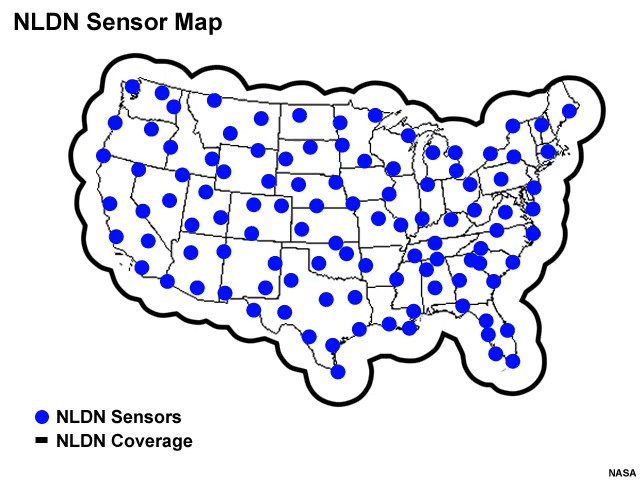 NLDN Sensor Map
NLDN Sensors
NLDN Coverage
NASA